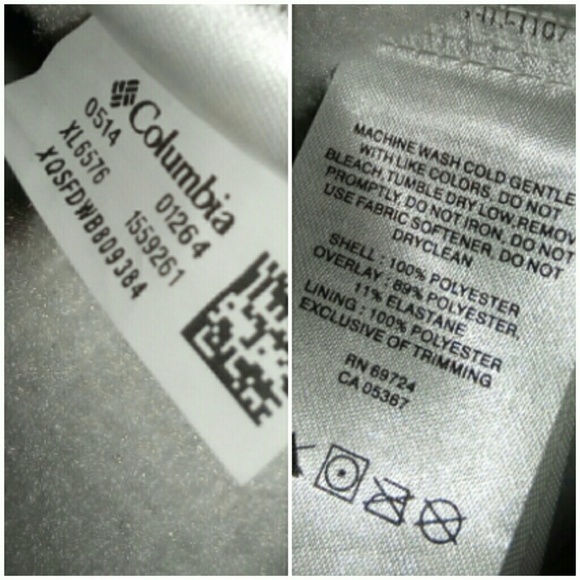 Columbia
0514 01264
XL6576 1559261
XQSFDWB809384
MACHINE WASH COLD GENTLE
WITH LIKE COLORS. DO NOT
BLEACH. TUMBLE DRY LOW. REMOV
PROMPTLY. DO NOT IRON. DO NOT
USE FABRIC SOFTENER. DO NOT
DRYCLEAN
SHELL : 100% POLYESTER
OVERLAY : 89% POLYESTER,
11% ELASTANE
LINING : 100% POLYESTER
EXCLUSIVE OF TRIMMING
RN 69724
CA 05367